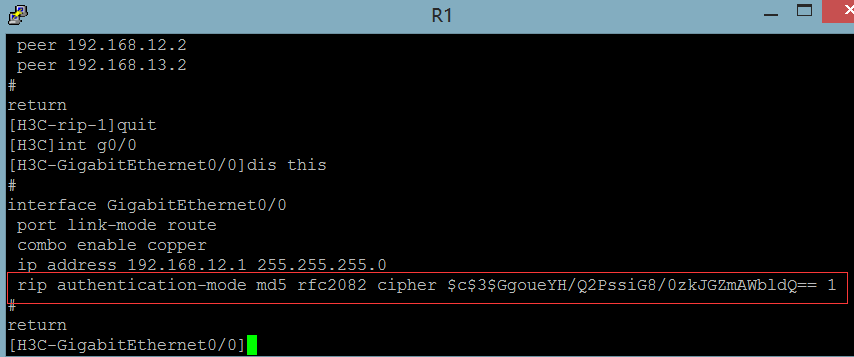 R1
peer 192.168.12.2
peer 192.168.13.2
#
return
[H3C-rip-1]quit
[H3C]int g0/0
[H3C-GigabitEthernet0/0]dis this
#
interface GigabitEthernet0/0
port link-mode route
combo enable copper
ip address 192.168.12.1 255.255.255.0
rip authentication-mode md5 rfc2082 cipher $c$3$GgoueYH/Q2PssiG8/0zkJGZmAWbldQ== 1
#
return
[H3C-GigabitEthernet0/0]